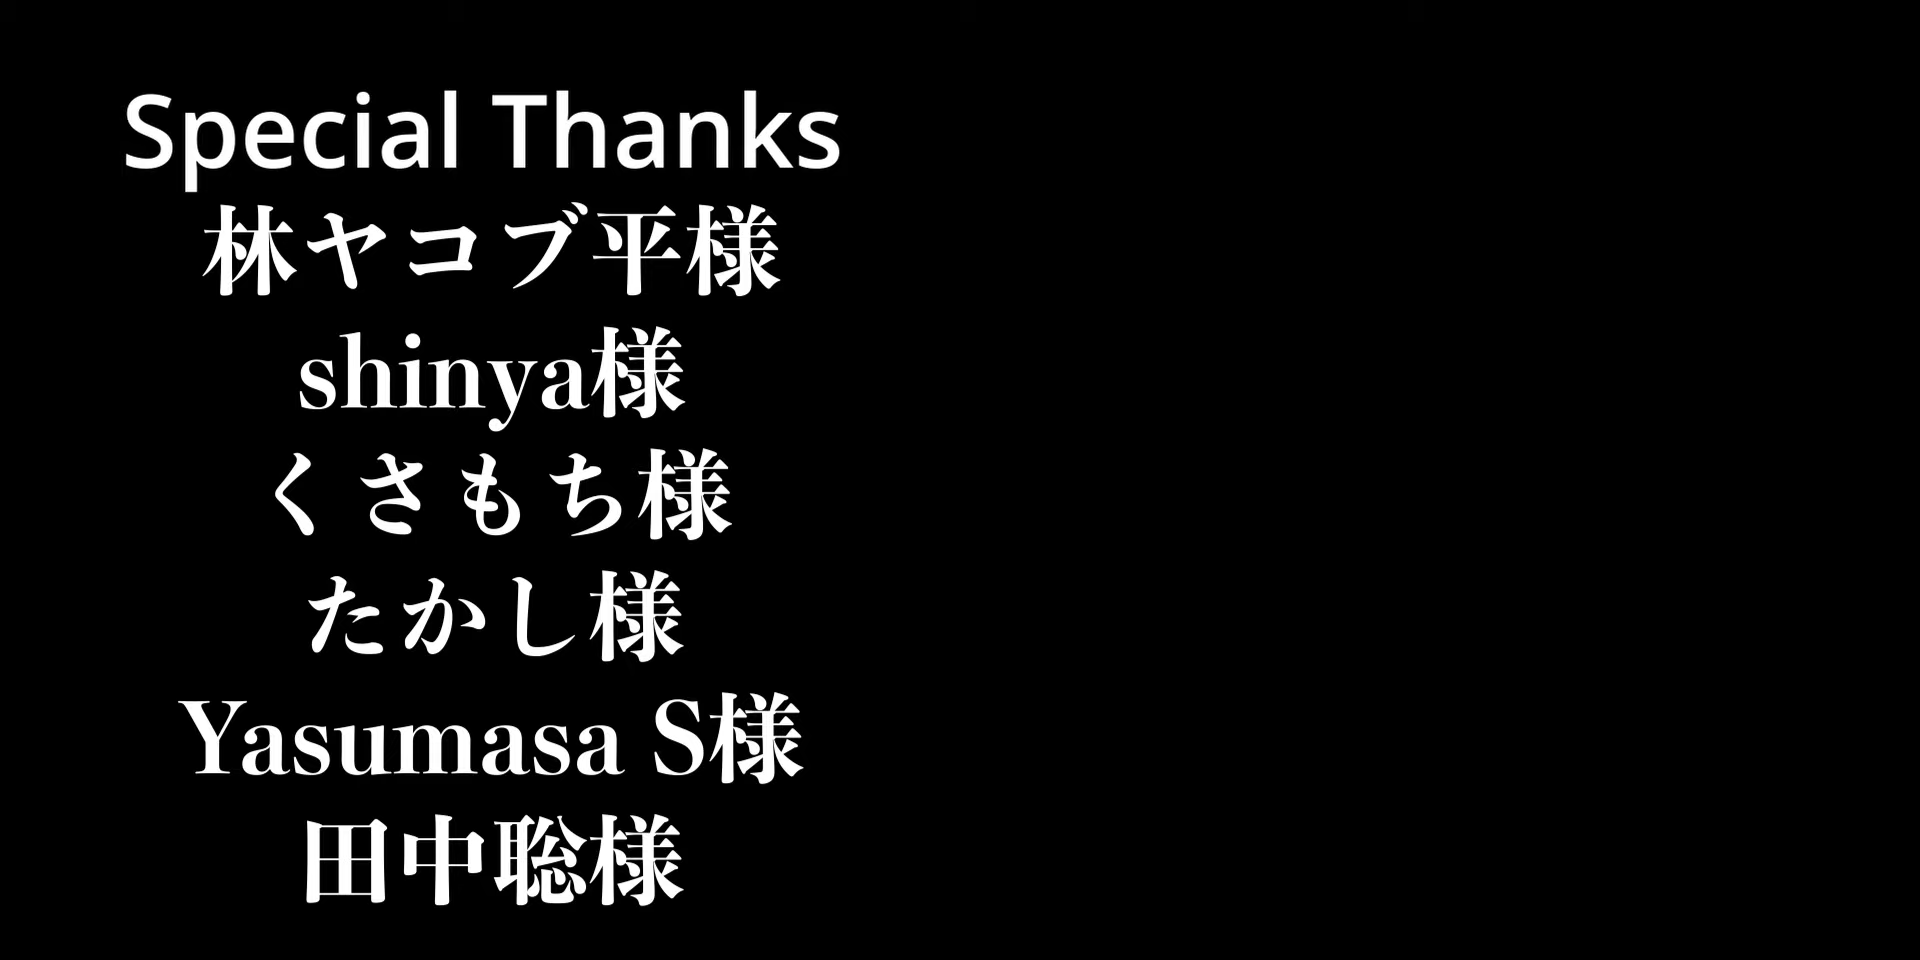 Special Thanks
林ヤコブ平様
shinya様
くさもち様
たかし様
Yasumasa S様
田中聡様